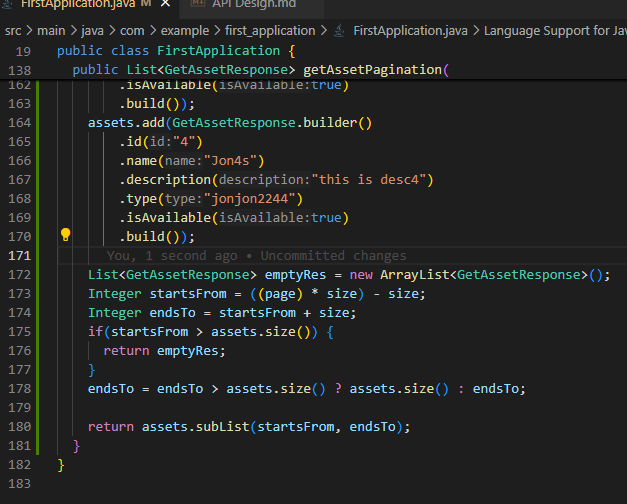 FirstApplication.java M
API Design.md
src > main > java > com > example > first_application > FirstApplication.java > Language Support for Jav
19 public class FirstApplication {
138 public List<GetAssetResponse> getAssetPagination(
162 .isAvailable(isAvailable:true)
163 .build());
164 assets.add(GetAssetResponse.builder()
165 .id(id:"4")
166 .name(name:"Jon4s")
167 .description(description:"this is desc4")
168 .type(type:"jonjon2244")
169 .isAvailable(isAvailable:true)
170 .build());
171 You, 1 second ago • Uncommitted changes
172 List<GetAssetResponse> emptyRes = new ArrayList<GetAssetResponse>();
173 Integer startsFrom = ((page) * size) - size;
174 Integer endsTo = startsFrom + size;
175 if(startsFrom > assets.size()) {
176 return emptyRes;
177 }
178 endsTo = endsTo > assets.size() ? assets.size() : endsTo;
179
180 return assets.subList(startsFrom, endsTo);
181 }
182 }
183